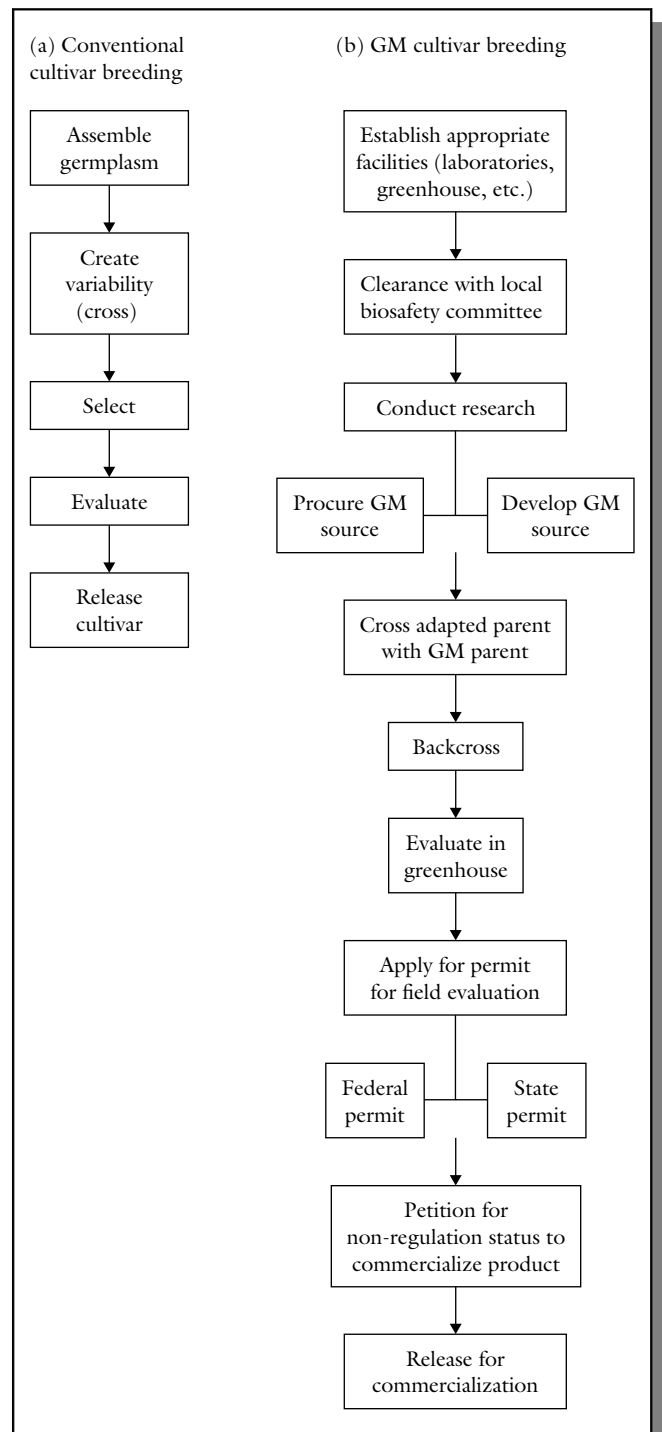 (a) Conventional
cultivar breeding
Assemble
germplasm
Create
variability
(cross)
Select
Evaluate
Release
cultivar
(b) GM cultivar breeding
Establish appropriate
facilities (laboratories,
greenhouse, etc.)
Clearance with local
biosafety committee
Conduct research
Procure GM
source
Develop GM
source
Cross adapted parent
with GM parent
Backcross
Evaluate in
greenhouse
Apply for permit
for field evaluation
Federal
permit
State
permit
Petition for
non-regulation status to
commercialize product
Release for
commercialization